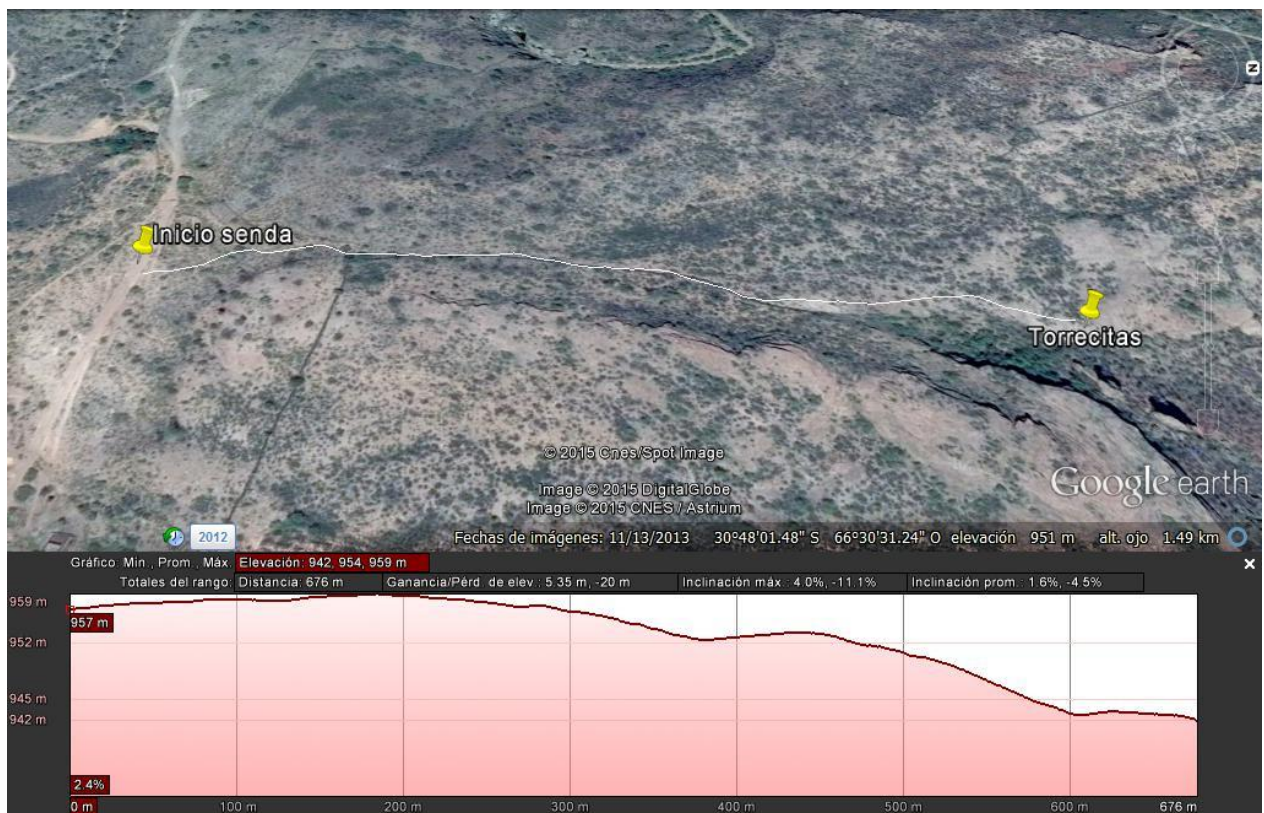 N
Inicio senda
Torrecitas
© 2015 Cnes/Spot Image
Image © 2015 DigitalGlobe
Image © 2015 CNES / Astrium
Google earth
2012
Fechas de imágenes: 11/13/2013 30°48'01.48" S 66°30'31.24" O elevación 951 m alt. ojo 1.49 km
Gráfico: Mín., Prom., Máx. Elevación: 942, 954, 959 m
Totales del rango: Distancia: 676 m Ganancia/Pérd. de elev.: 5.35 m, -20 m Inclinación máx.: 4.0%, -11.1% Inclinación prom.: 1.6%, -4.5%
959 m
957 m
952 m
945 m
942 m
2.4%
0 m 100 m 200 m 300 m 400 m 500 m 600 m 676 m